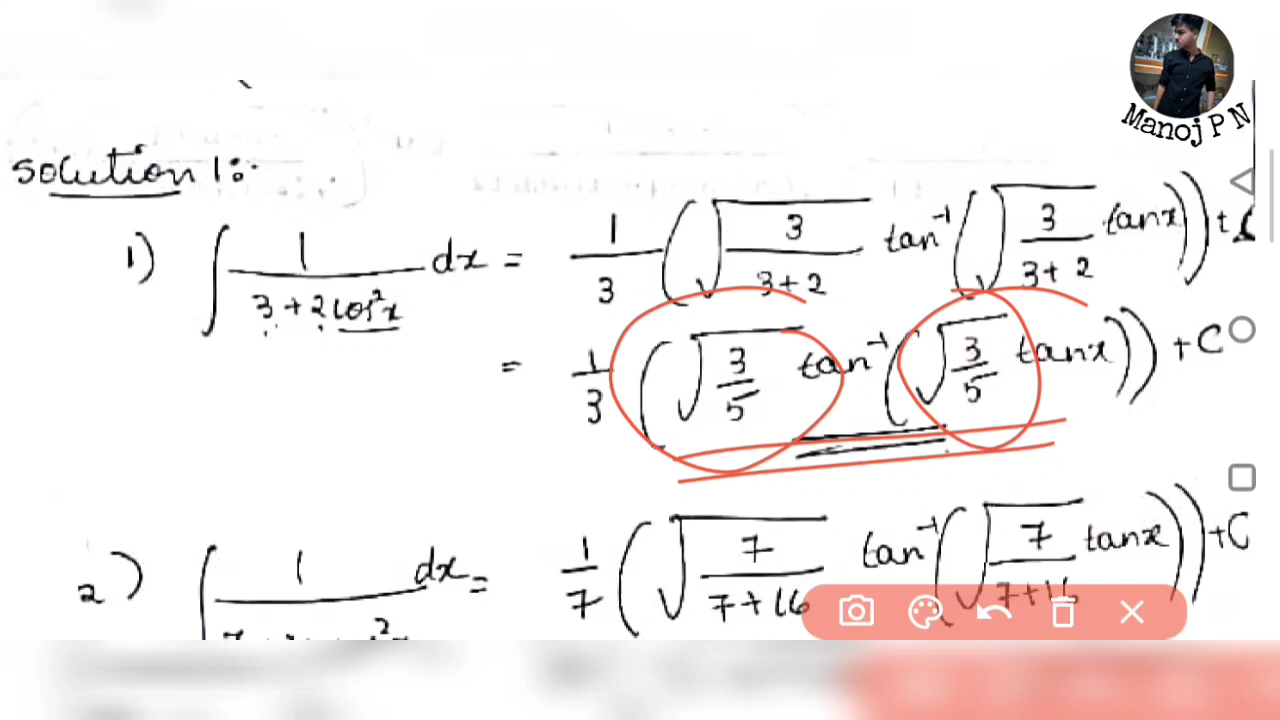 Manoj P N
Solution 1:-
1) ∫ 1/(3+2cos²x) dx = 1/3 (√(3/(3+2)) tan⁻¹ (√(3/(3+2)) tanx)) +
= 1/3 (√(3/5) tan⁻¹ (√(3/5) tanx)) + C
2) ∫ 1/ dx = 1/7 (√(7/(7+16)) tan⁻¹ (√(7/(7+16)) tanx)) + C